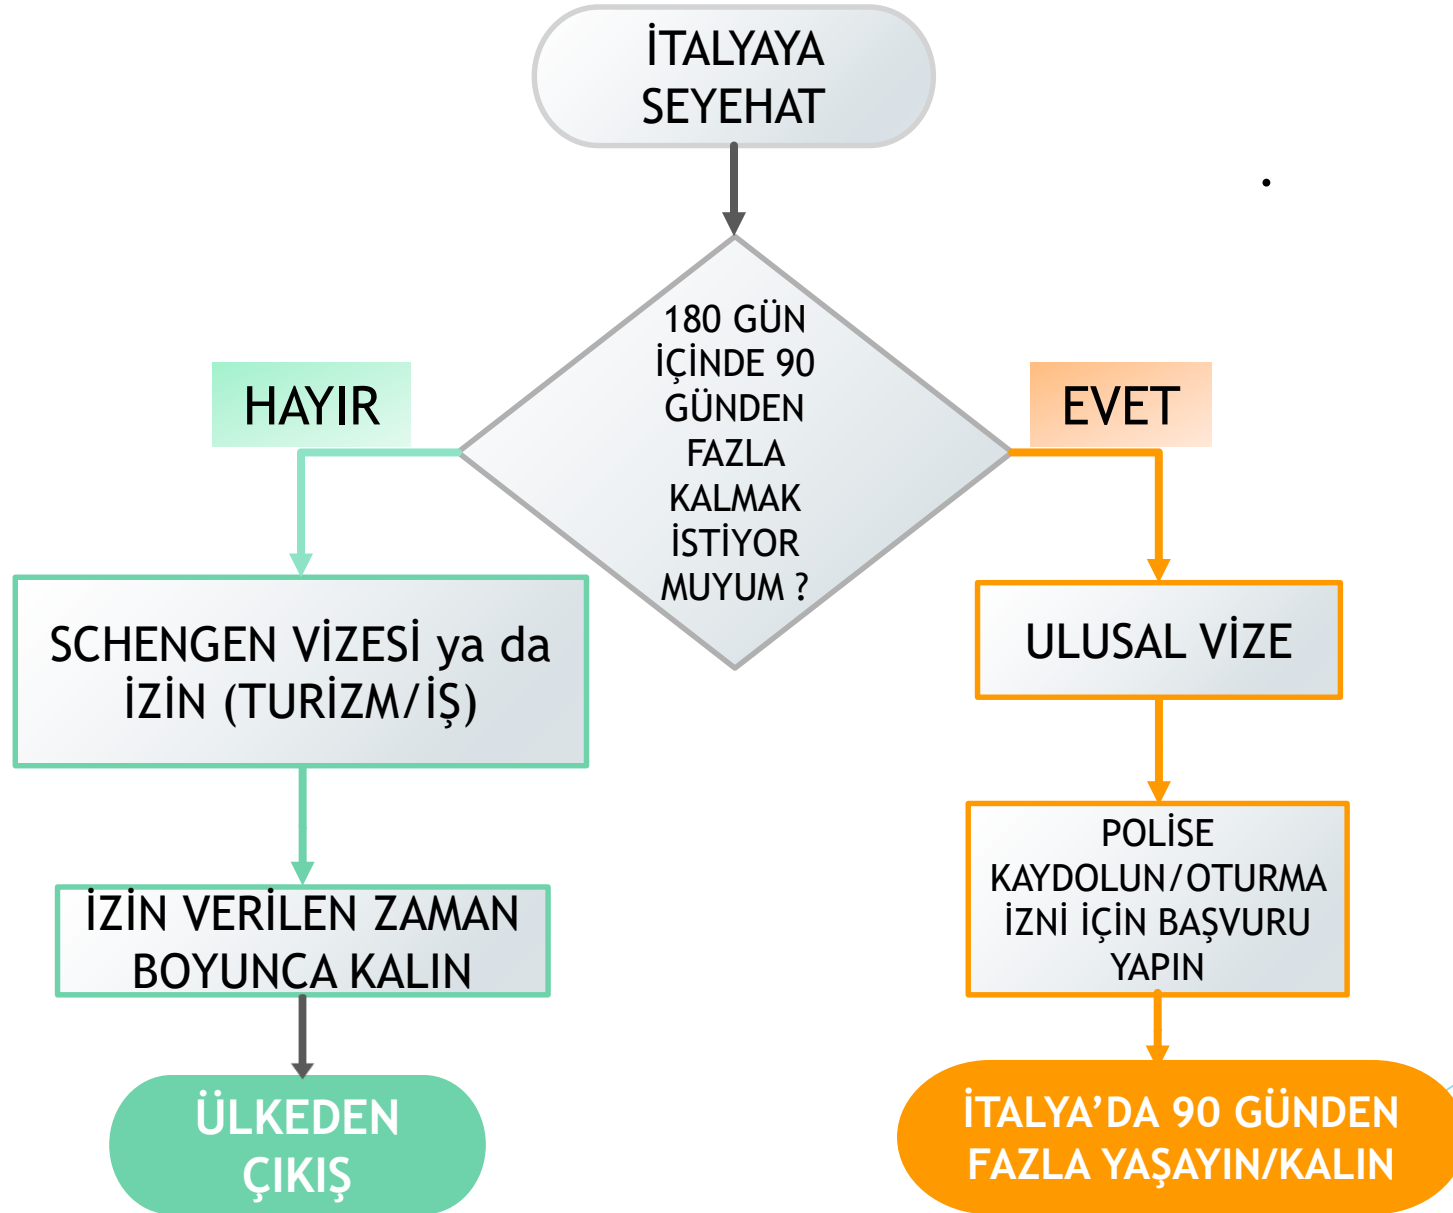 İTALYAYA
SEYEHAT
180 GÜN
İÇİNDE 90
GÜNDEN
FAZLA
KALMAK
İSTİYOR
MUYUM ?
HAYIR
EVET
SCHENGEN VİZESİ ya da
İZİN (TURİZM/İŞ)
ULUSAL VİZE
İZİN VERİLEN ZAMAN
BOYUNCA KALIN
POLİSE
KAYDOLUN/OTURMA
İZNİ İÇİN BAŞVURU
YAPIN
ÜLKEDEN
ÇIKIŞ
İTALYA’DA 90 GÜNDEN
FAZLA YAŞAYIN/KALIN